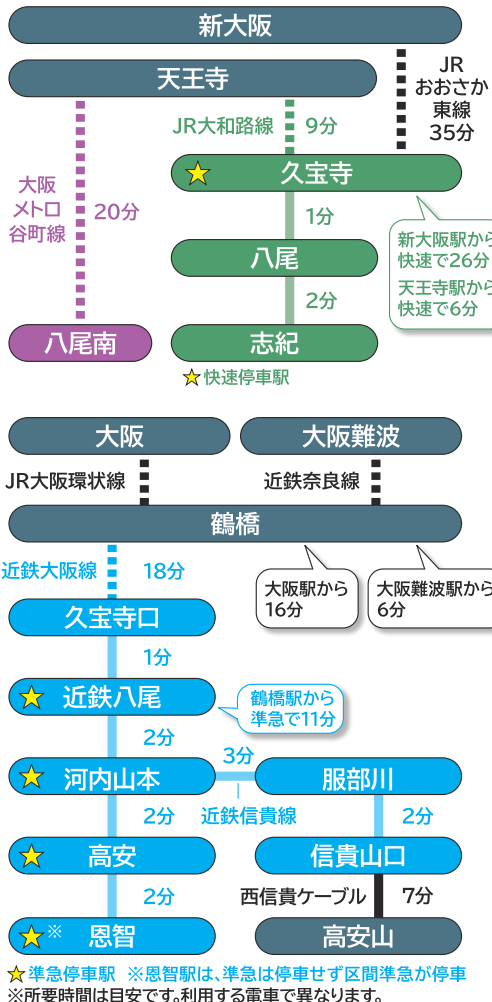 新大阪
天王寺
JR
おおさか
東線
35分
JR大和路線 9分
大阪
メトロ
谷町線
20分
久宝寺
1分
新大阪駅から
快速で26分
天王寺駅から
快速で6分
八尾
2分
八尾南
志紀
快速停車駅
大阪
大阪難波
JR大阪環状線
近鉄奈良線
鶴橋
近鉄大阪線 18分
大阪駅から
16分
大阪難波駅から
6分
久宝寺口
1分
近鉄八尾
鶴橋駅から
準急で11分
2分
3分
河内山本
服部川
近鉄信貴線
2分
2分
高安
信貴山口
2分
西信貴ケーブル 7分
※恩智
高安山
準急停車駅 ※恩智駅は、準急は停車せず区間準急が停車
※所要時間は目安です。利用する電車で異なります。